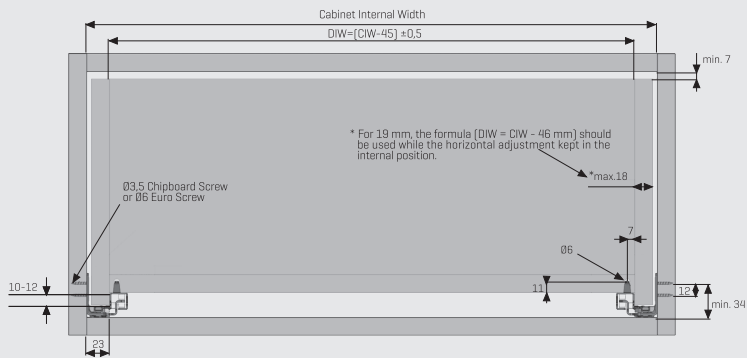 Cabinet Internal Width
DIW=(CIW-45) ±0,5
min. 7
* For 19 mm, the formula (DIW = CIW - 46 mm) should
be used while the horizontal adjustment kept in the
internal position.
*max.18
Ø3,5 Chipboard Screw
or Ø6 Euro Screw
7
Ø6
10-12
11
12
min. 34
23